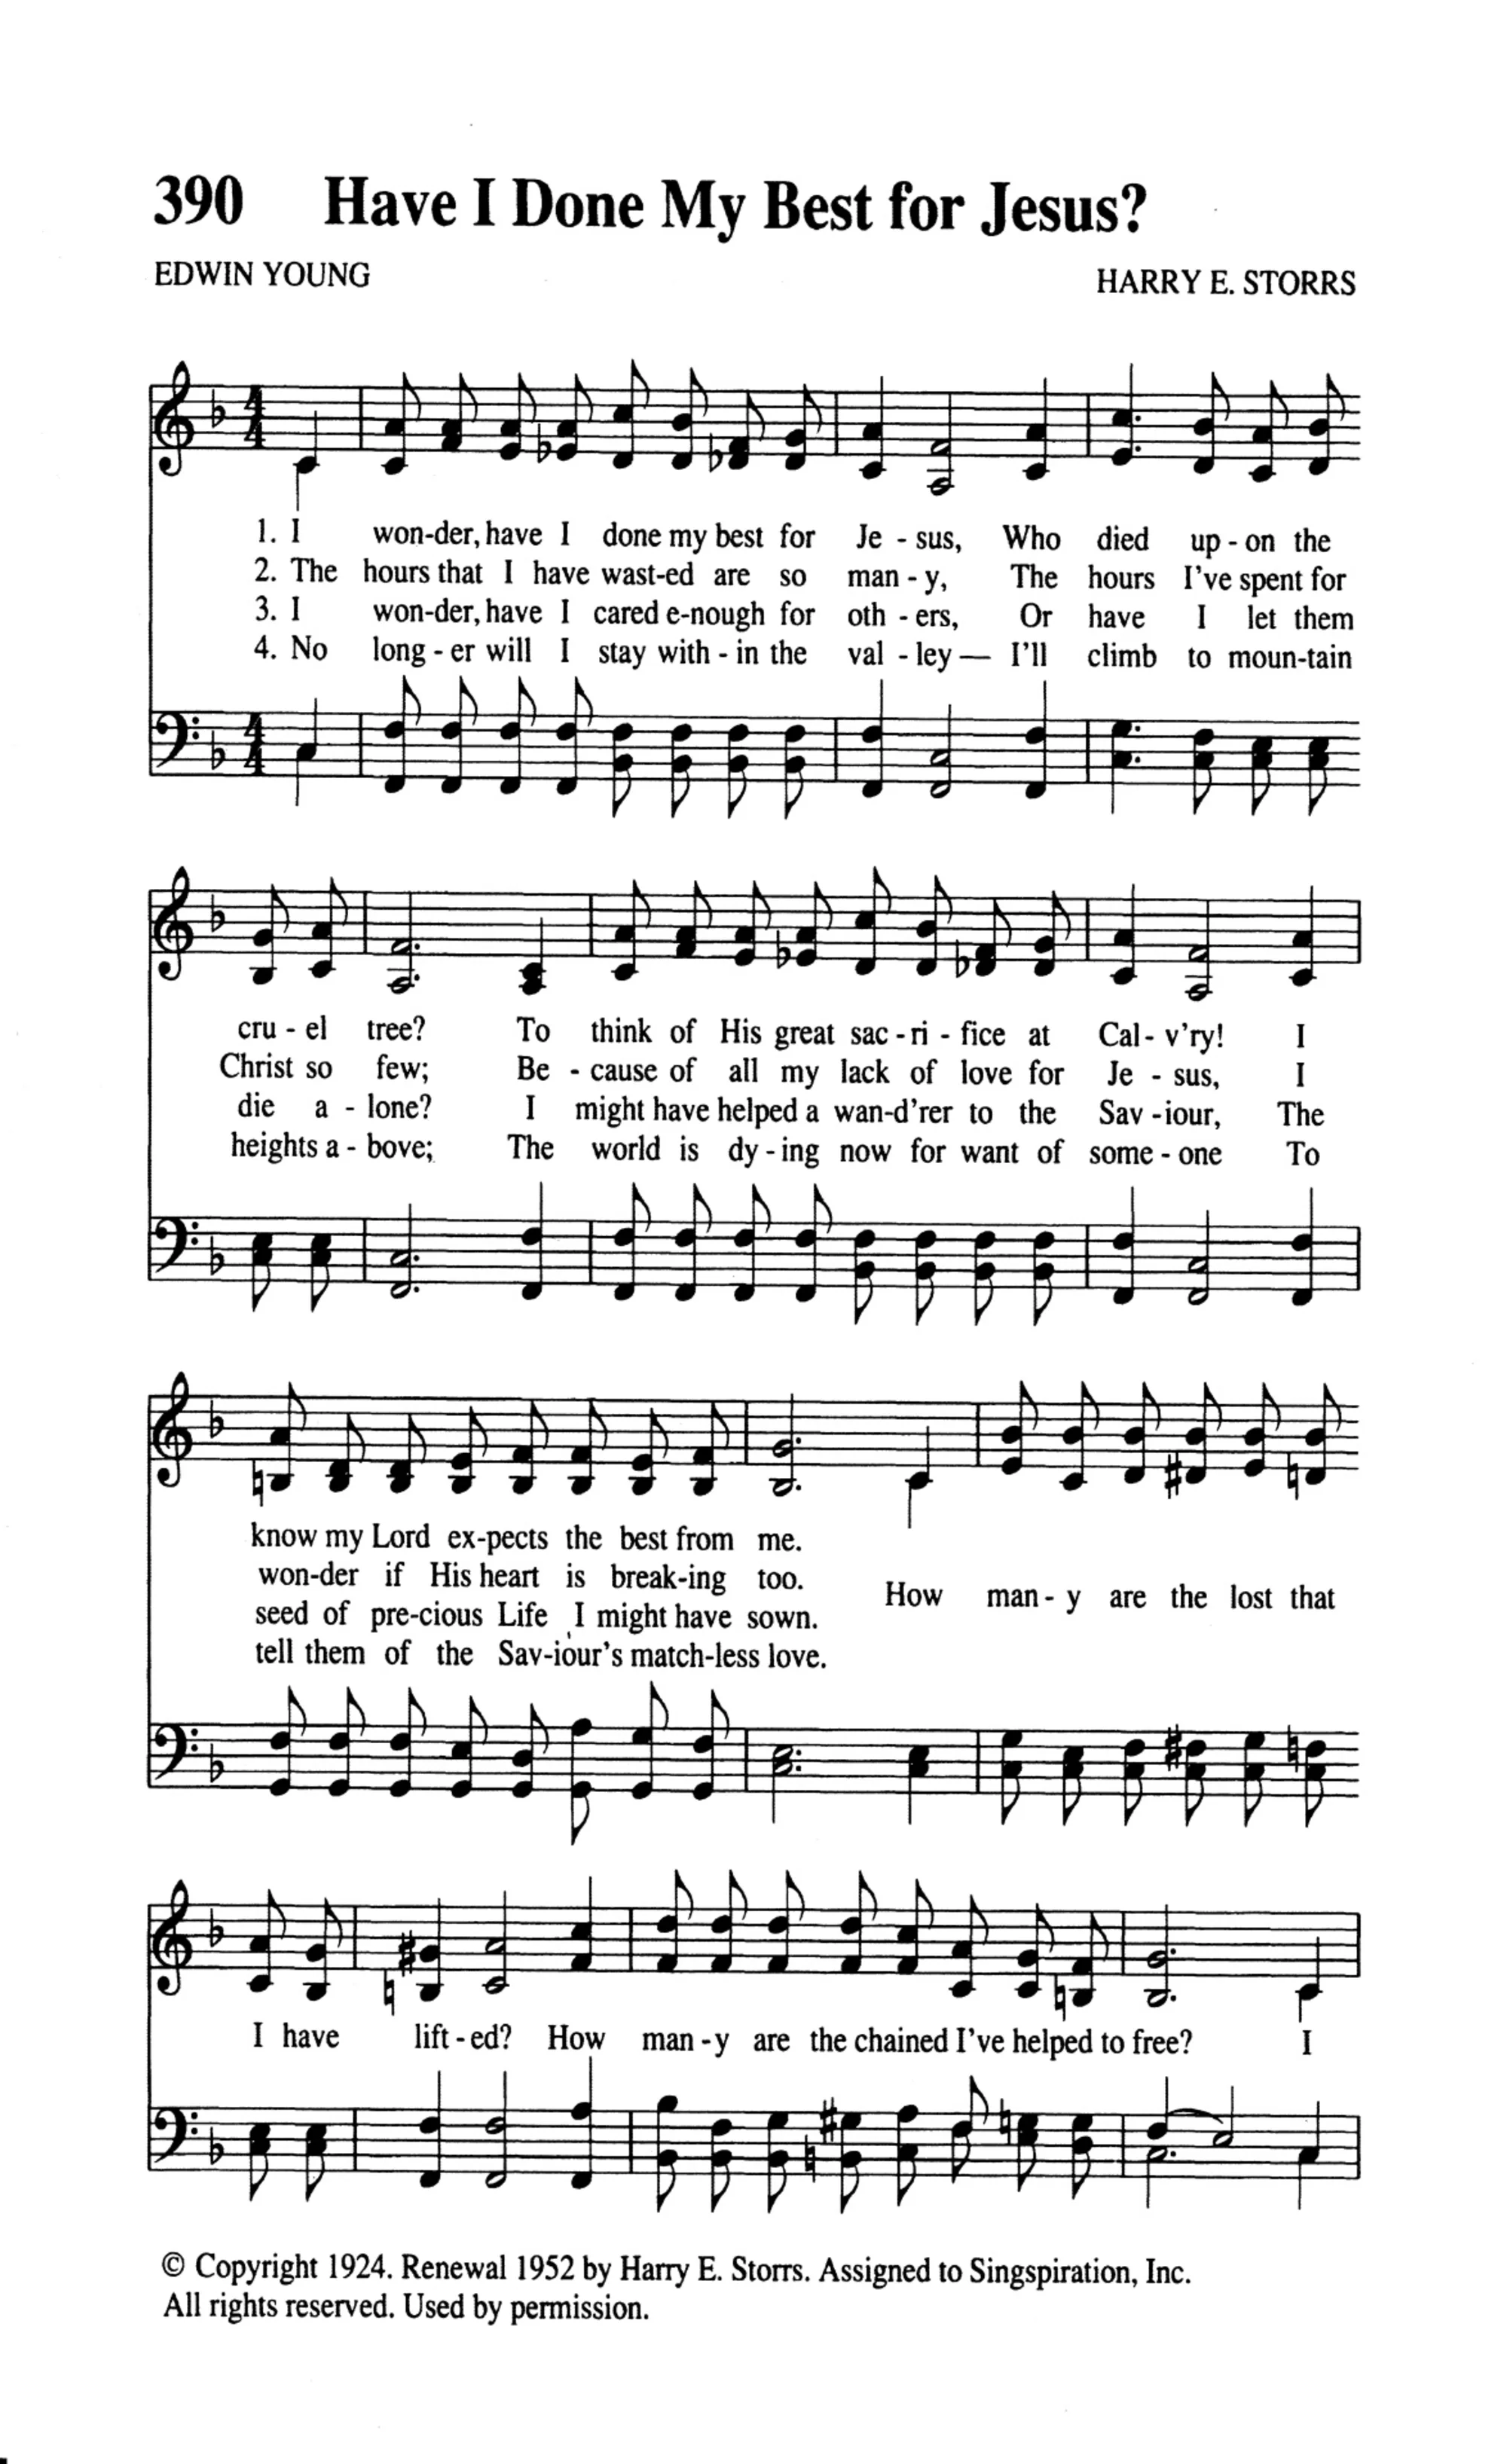 390 Have I Done My Best for Jesus?
EDWIN YOUNG HARRY E. STORRS
1. I won-der, have I done my best for Je - sus, Who died up - on the
2. The hours that I have wast-ed are so man - y, The hours I've spent for
3. I won-der, have I cared e-nough for oth - ers, Or have I let them
4. No long - er will I stay with - in the val - ley — I'll climb to moun-tain
cru - el tree? To think of His great sac - ri - fice at Cal - v'ry! I
Christ so few; Be - cause of all my lack of love for Je - sus, I
die a - lone? I might have helped a wan-d'rer to the Sav - iour, The
heights a - bove; The world is dy - ing now for want of some - one To
know my Lord ex-pects the best from me.
won-der if His heart is break-ing too.
How man - y are the lost that
seed of pre-cious Life I might have sown.
tell them of the Sav-iour's match-less love.
I have lift - ed? How man - y are the chained I've helped to free? I
© Copyright 1924. Renewal 1952 by Harry E. Storrs. Assigned to Singspiration, Inc.
All rights reserved. Used by permission.